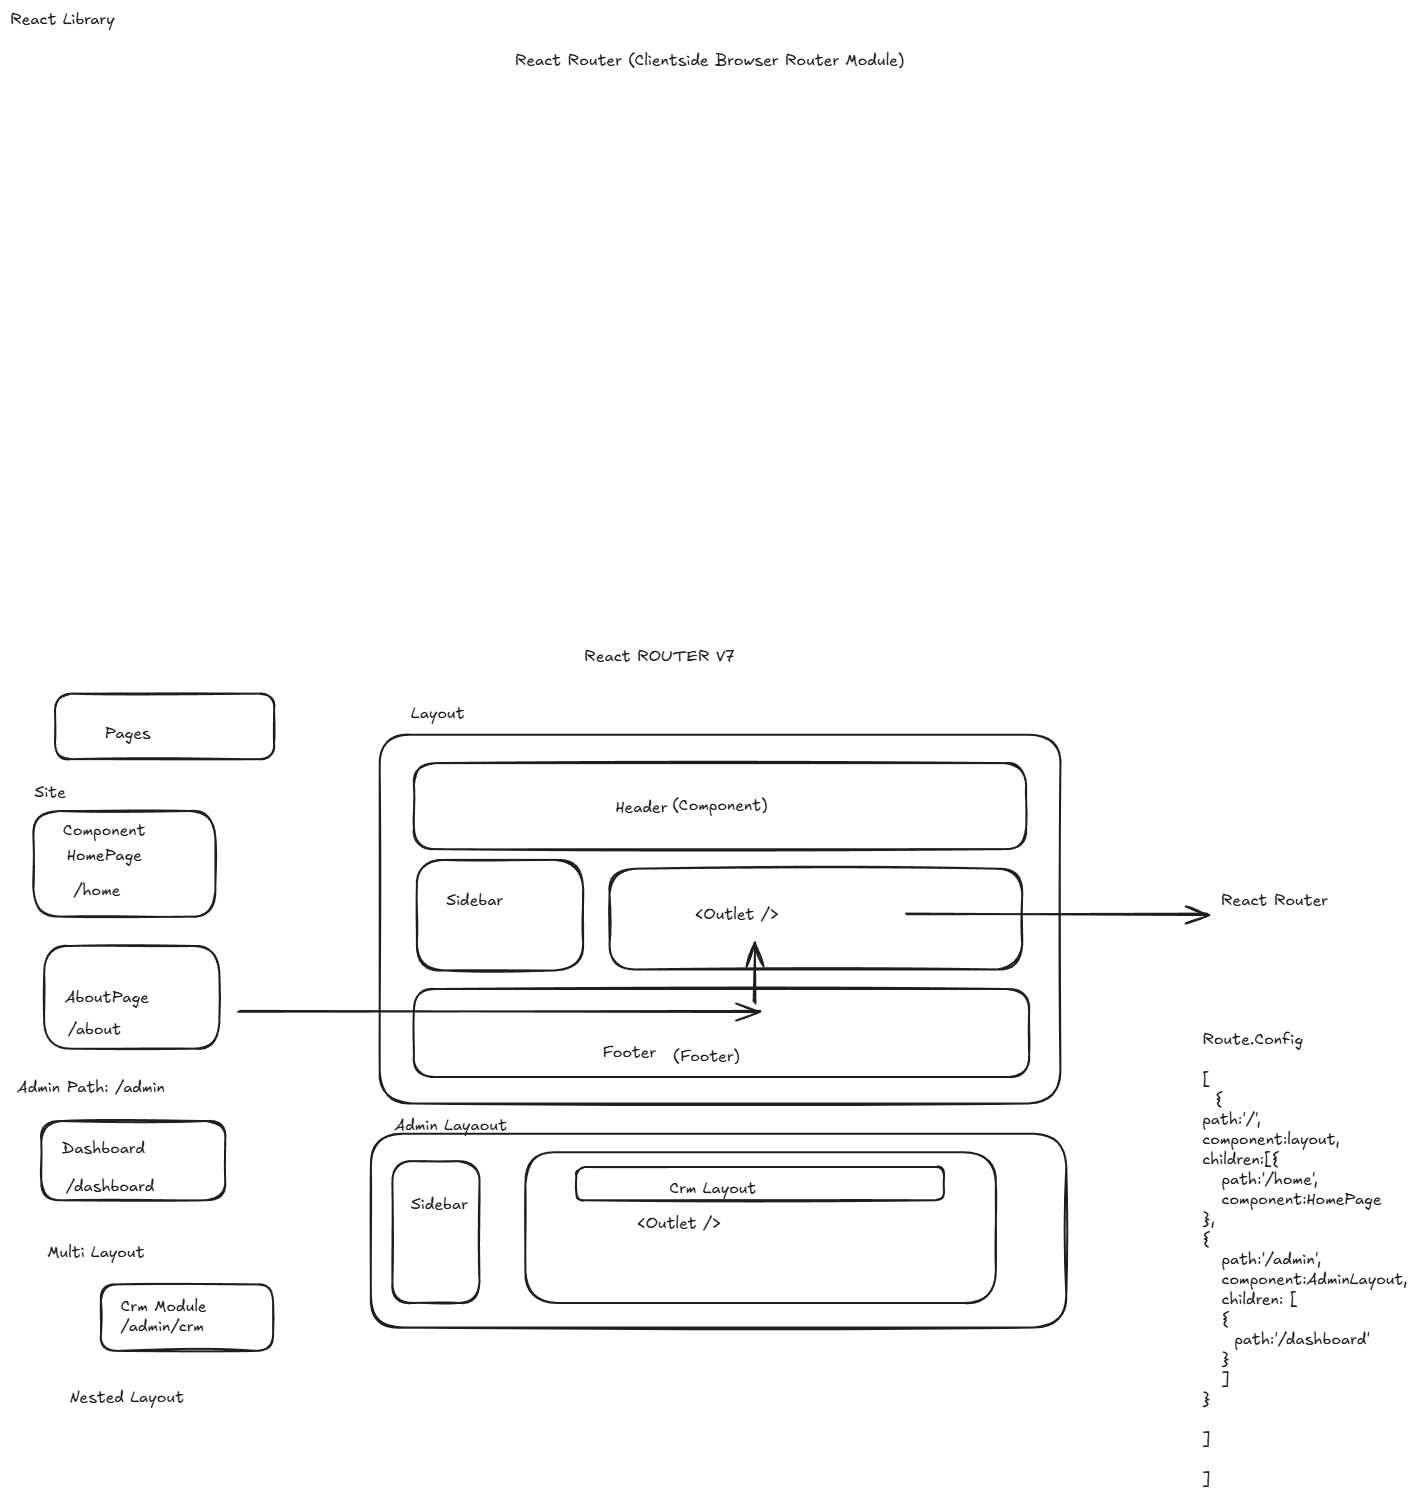 React Library
React Router (Clientside Browser Router Module)
React ROUTER V7
Pages
Site
Component
HomePage
/home
AboutPage
/about
Admin Path: /admin
Dashboard
/dashboard
Multi Layout
Crm Module
/admin/crm
Nested Layout
Layout
Header (Component)
Sidebar
<Outlet />
Footer (Footer)
Admin Layaout
Sidebar
Crm Layout
<Outlet />
React Router
Route.Config
[
{
path:'/',
component:layout,
children:[{
path:'/home',
component:HomePage
},
{
path:'/admin',
component:AdminLayout,
children: [
{
path:'/dashboard'
}
]
}
]
]